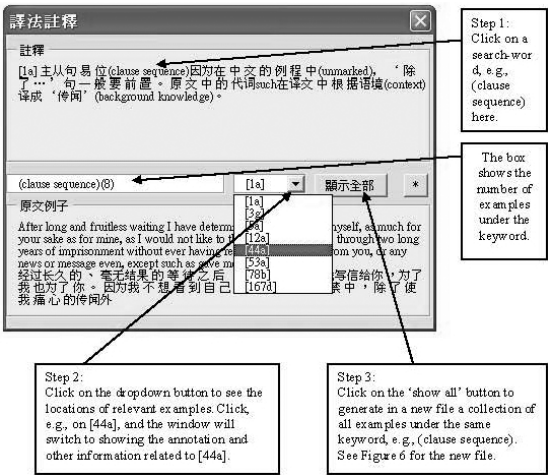 譯法註釋
註釋
[1a] 主从句易位(clause sequence)因为在中文的例程中(unmarked), ‘除
了…’ 句一般要前置。原文中的代词such在译文中根据语境(context)
译成‘传闻’(background knowledge)。
(clause sequence)(8)
[1a]
顯示全部
*
[1a]
[3g]
[12a]
[44a]
[53a]
[78b]
[167d]
原文例子
After long and fruitless waiting I have determ
nyself, as much for
your sake as for mine, as I would not like to t
through two long
years of imprisonment without ever having re
om you, or any
news or message even, except such as gave me
经过长久的、毫无结果的等待之后
写信给你,为了
我也为了你。因为我不想看到自己
禁中,除了使
我痛心的传闻外
Step 1:
Click on a
search-wor
d, e.g.,
(clause
sequence)
here.
The box
shows the
number of
examples
under the
keyword.
Step 2:
Click on the dropdown button to see the
locations of relevant examples. Click,
e.g., on [44a], and the window will
switch to showing the annotation and
other information related to [44a].
Step 3:
Click on the ‘show all’ button to
generate in a new file a collection of
all examples under the same
keyword, e.g., (clause sequence).
See Figure 6 for the new file.